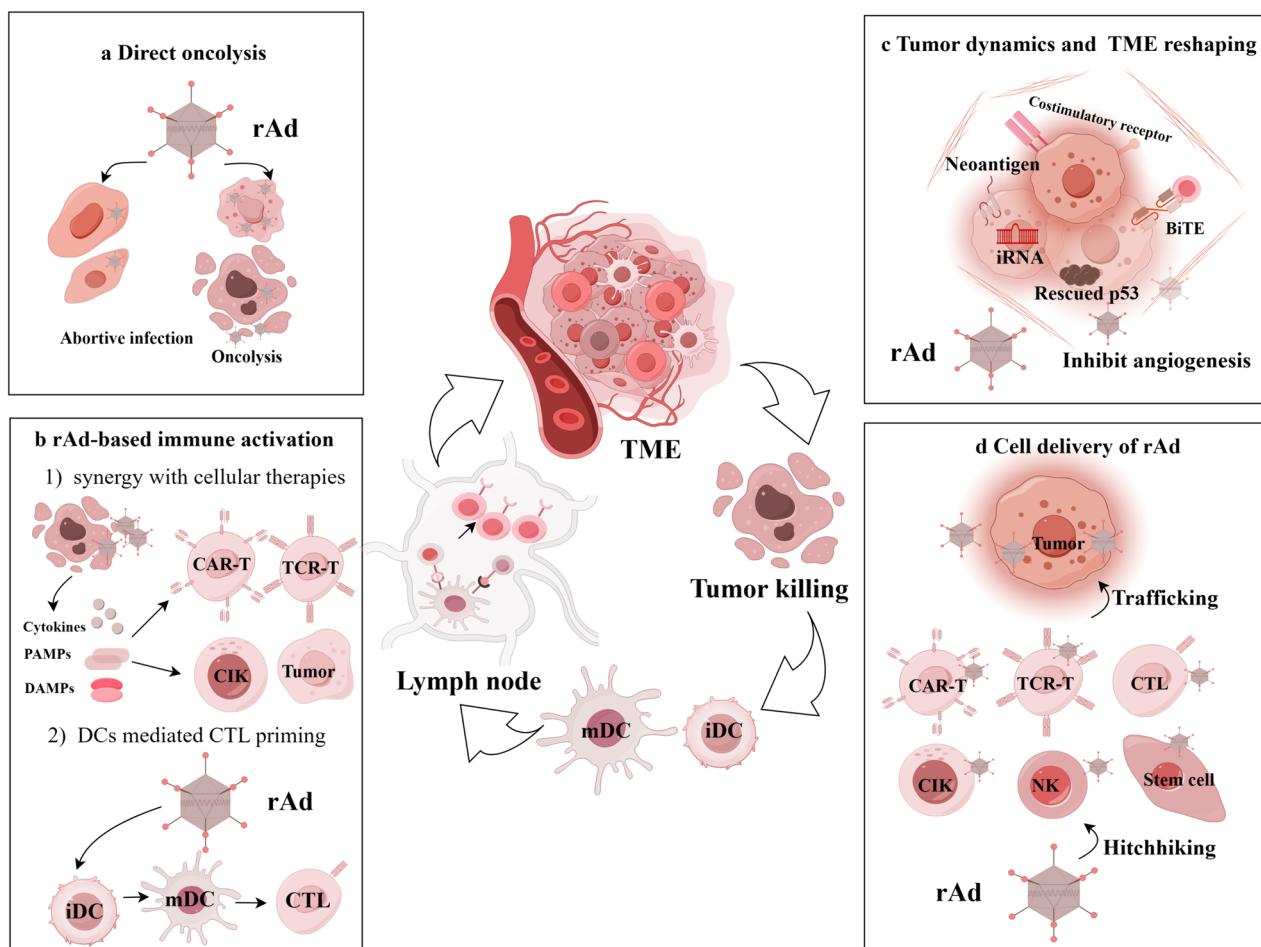 a Direct oncolysis
rAd
Abortive infection
Oncolysis
b rAd-based immune activation
1) synergy with cellular therapies
CAR-T
TCR-T
Cytokines
PAMPs
DAMPs
CIK
Tumor
2) DCs mediated CTL priming
rAd
iDC
mDC
CTL
TME
Tumor killing
Lymph node
mDC
iDC
c Tumor dynamics and TME reshaping
Costimulatory receptor
Neoantigen
BiTE
iRNA
Rescued p53
rAd
Inhibit angiogenesis
d Cell delivery of rAd
Tumor
Trafficking
CAR-T
TCR-T
CTL
CIK
NK
Stem cell
Hitchhiking
rAd